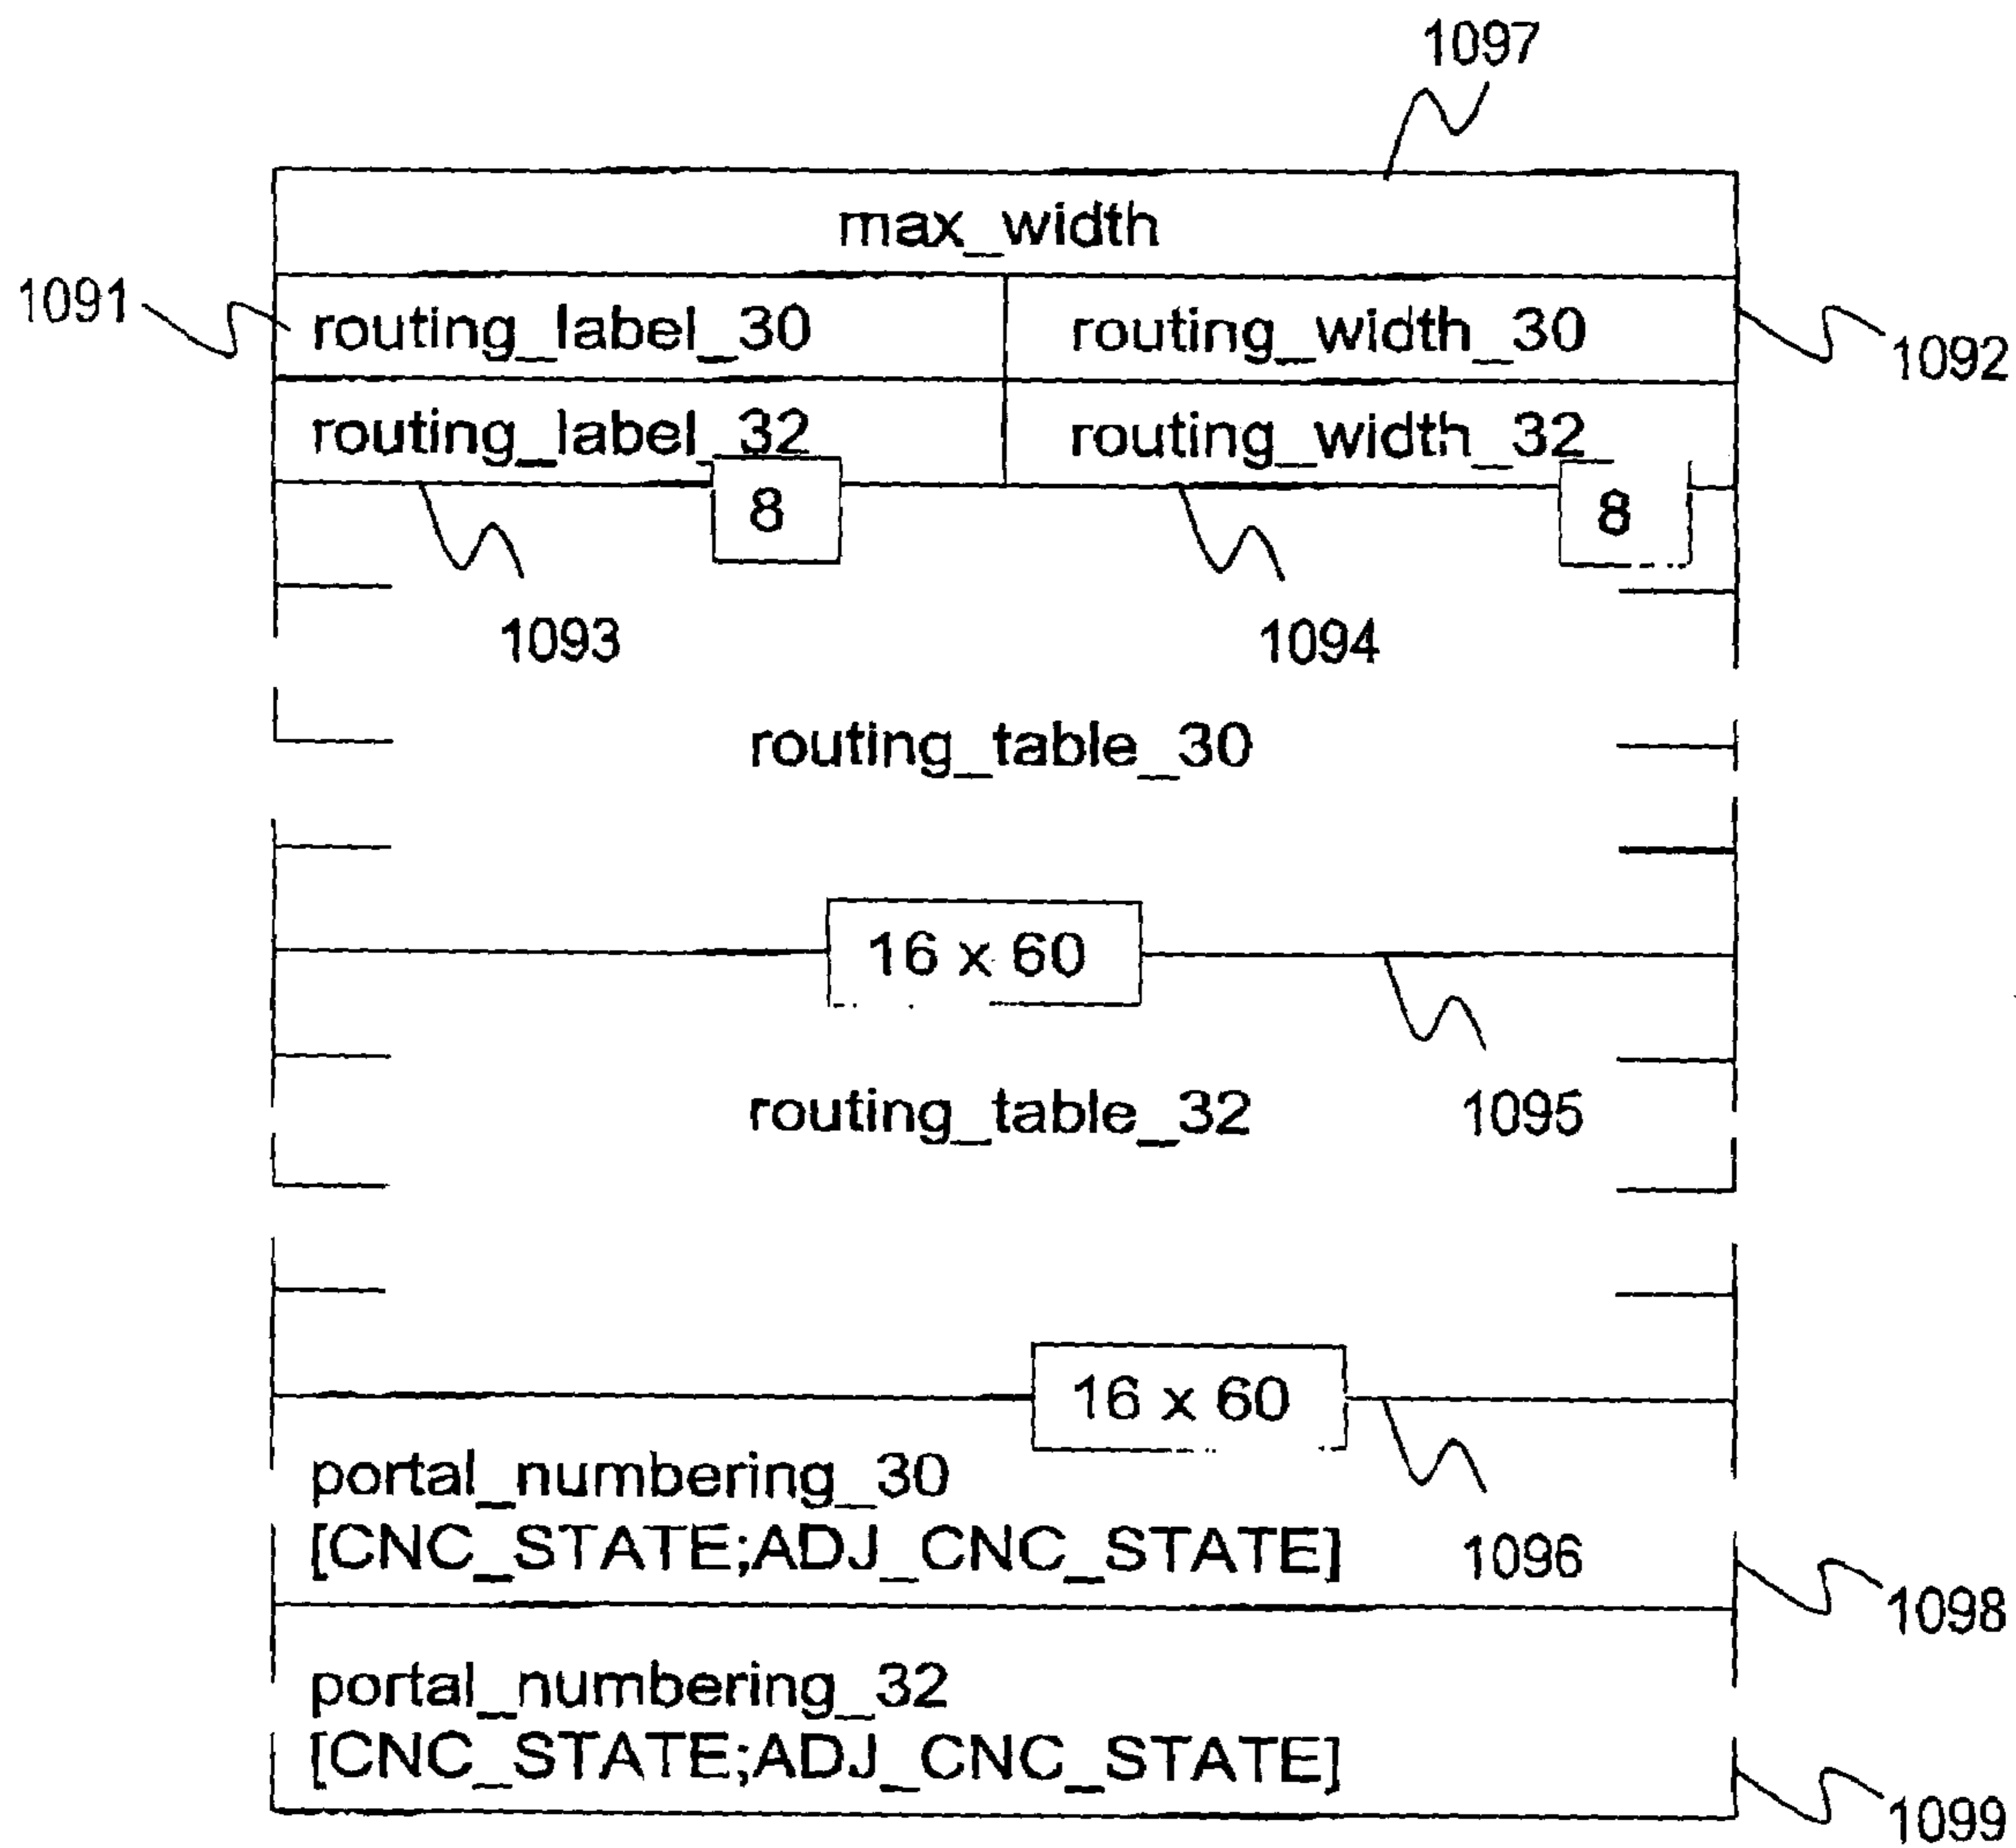 1097
max_width
1091
routing_label_30 routing_width_30
1092
routing_label_32 routing_width_32
8 8
1093 1094
routing_table_30
16 x 60
routing_table_32 1095
16 x 60
portal_numbering_30
[CNC_STATE;ADJ_CNC_STATE] 1096
1098
portal_numbering_32
[CNC_STATE;ADJ_CNC_STATE]
1099